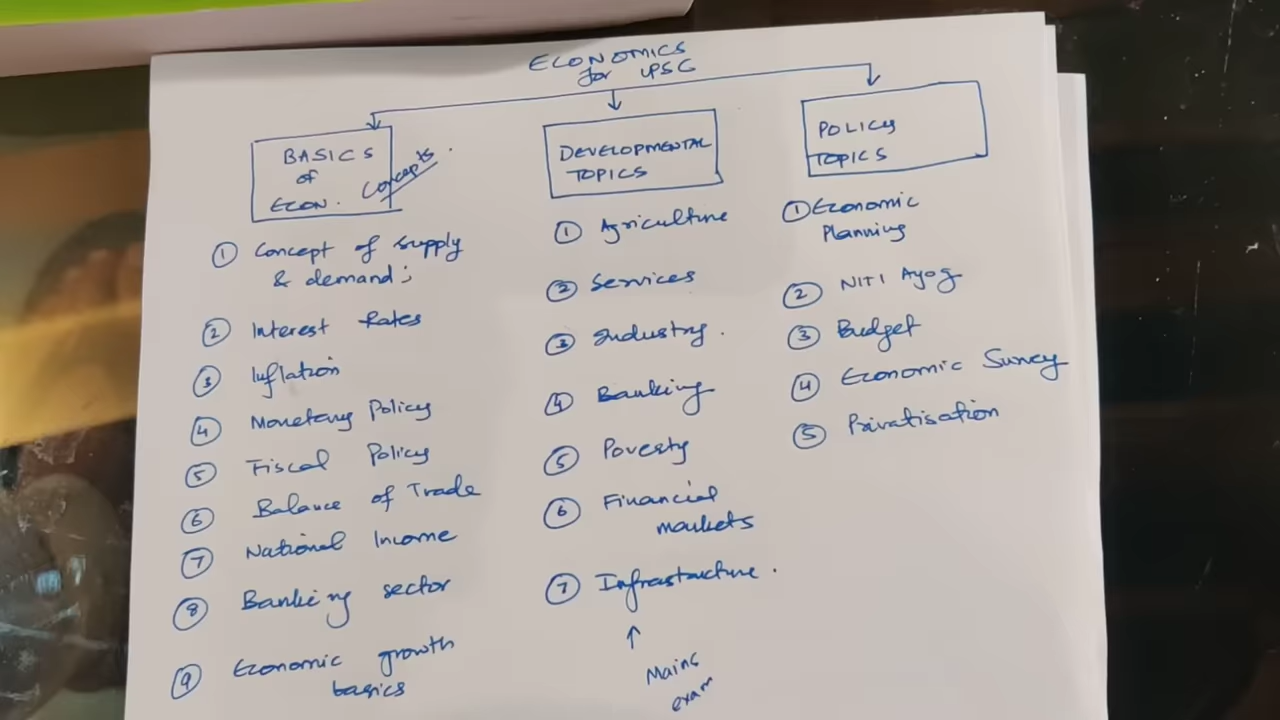 ECONOMICS
for UPSC
BASICS
of
ECON. Concepts.
① Concept of supply
& demand;
② Interest Rates
③ Inflation
④ Monetary Policy
⑤ Fiscal Policy
⑥ Balance of Trade
⑦ National Income
⑧ Banking sector
⑨ Economic growth
basics
DEVELOPMENTAL
TOPICS
① Agriculture
② Services
③ Industry.
④ Banking
⑤ Poverty
⑥ Financial
markets
⑦ Infrastructure.
↑
Mains
exam
POLICY
TOPICS
① Economic
Planning
② NITI Ayog
③ Budget
④ Economic Survey
⑤ Privatisation